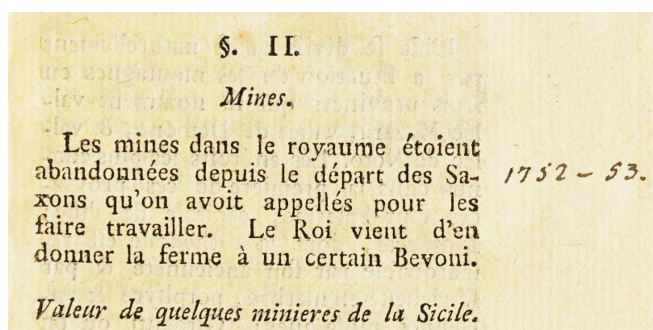 §. II.
Mines.
Les mines dans le royaume étoient
abandonnées depuis le départ des Sa- 1752 - 53.
xons qu'on avoit appellés pour les
faire travailler. Le Roi vient d'en
donner la ferme à un certain Bevoni.
Valeur de quelques minieres de la Sicile.